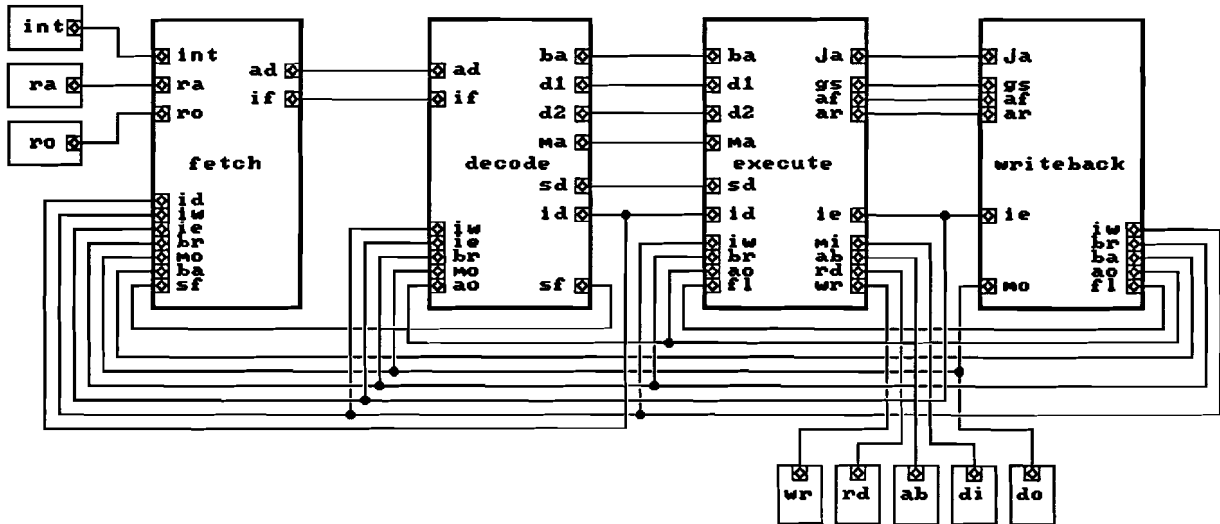 int
ra
ro
int
ra
ro
ad
if
fetch
id
iw
ie
br
mo
ba
sf
ad
if
ba
d1
d2
ma
decode
sd
id
iw
ie
br
mo
ao
sf
ba
d1
d2
ma
ja
gs
af
ar
execute
sd
id
ie
iw
br
ao
fl
mi
ab
rd
wr
ja
gs
af
ar
writeback
ie
mo
iw
br
ba
ao
fl
wr
rd
ab
di
do